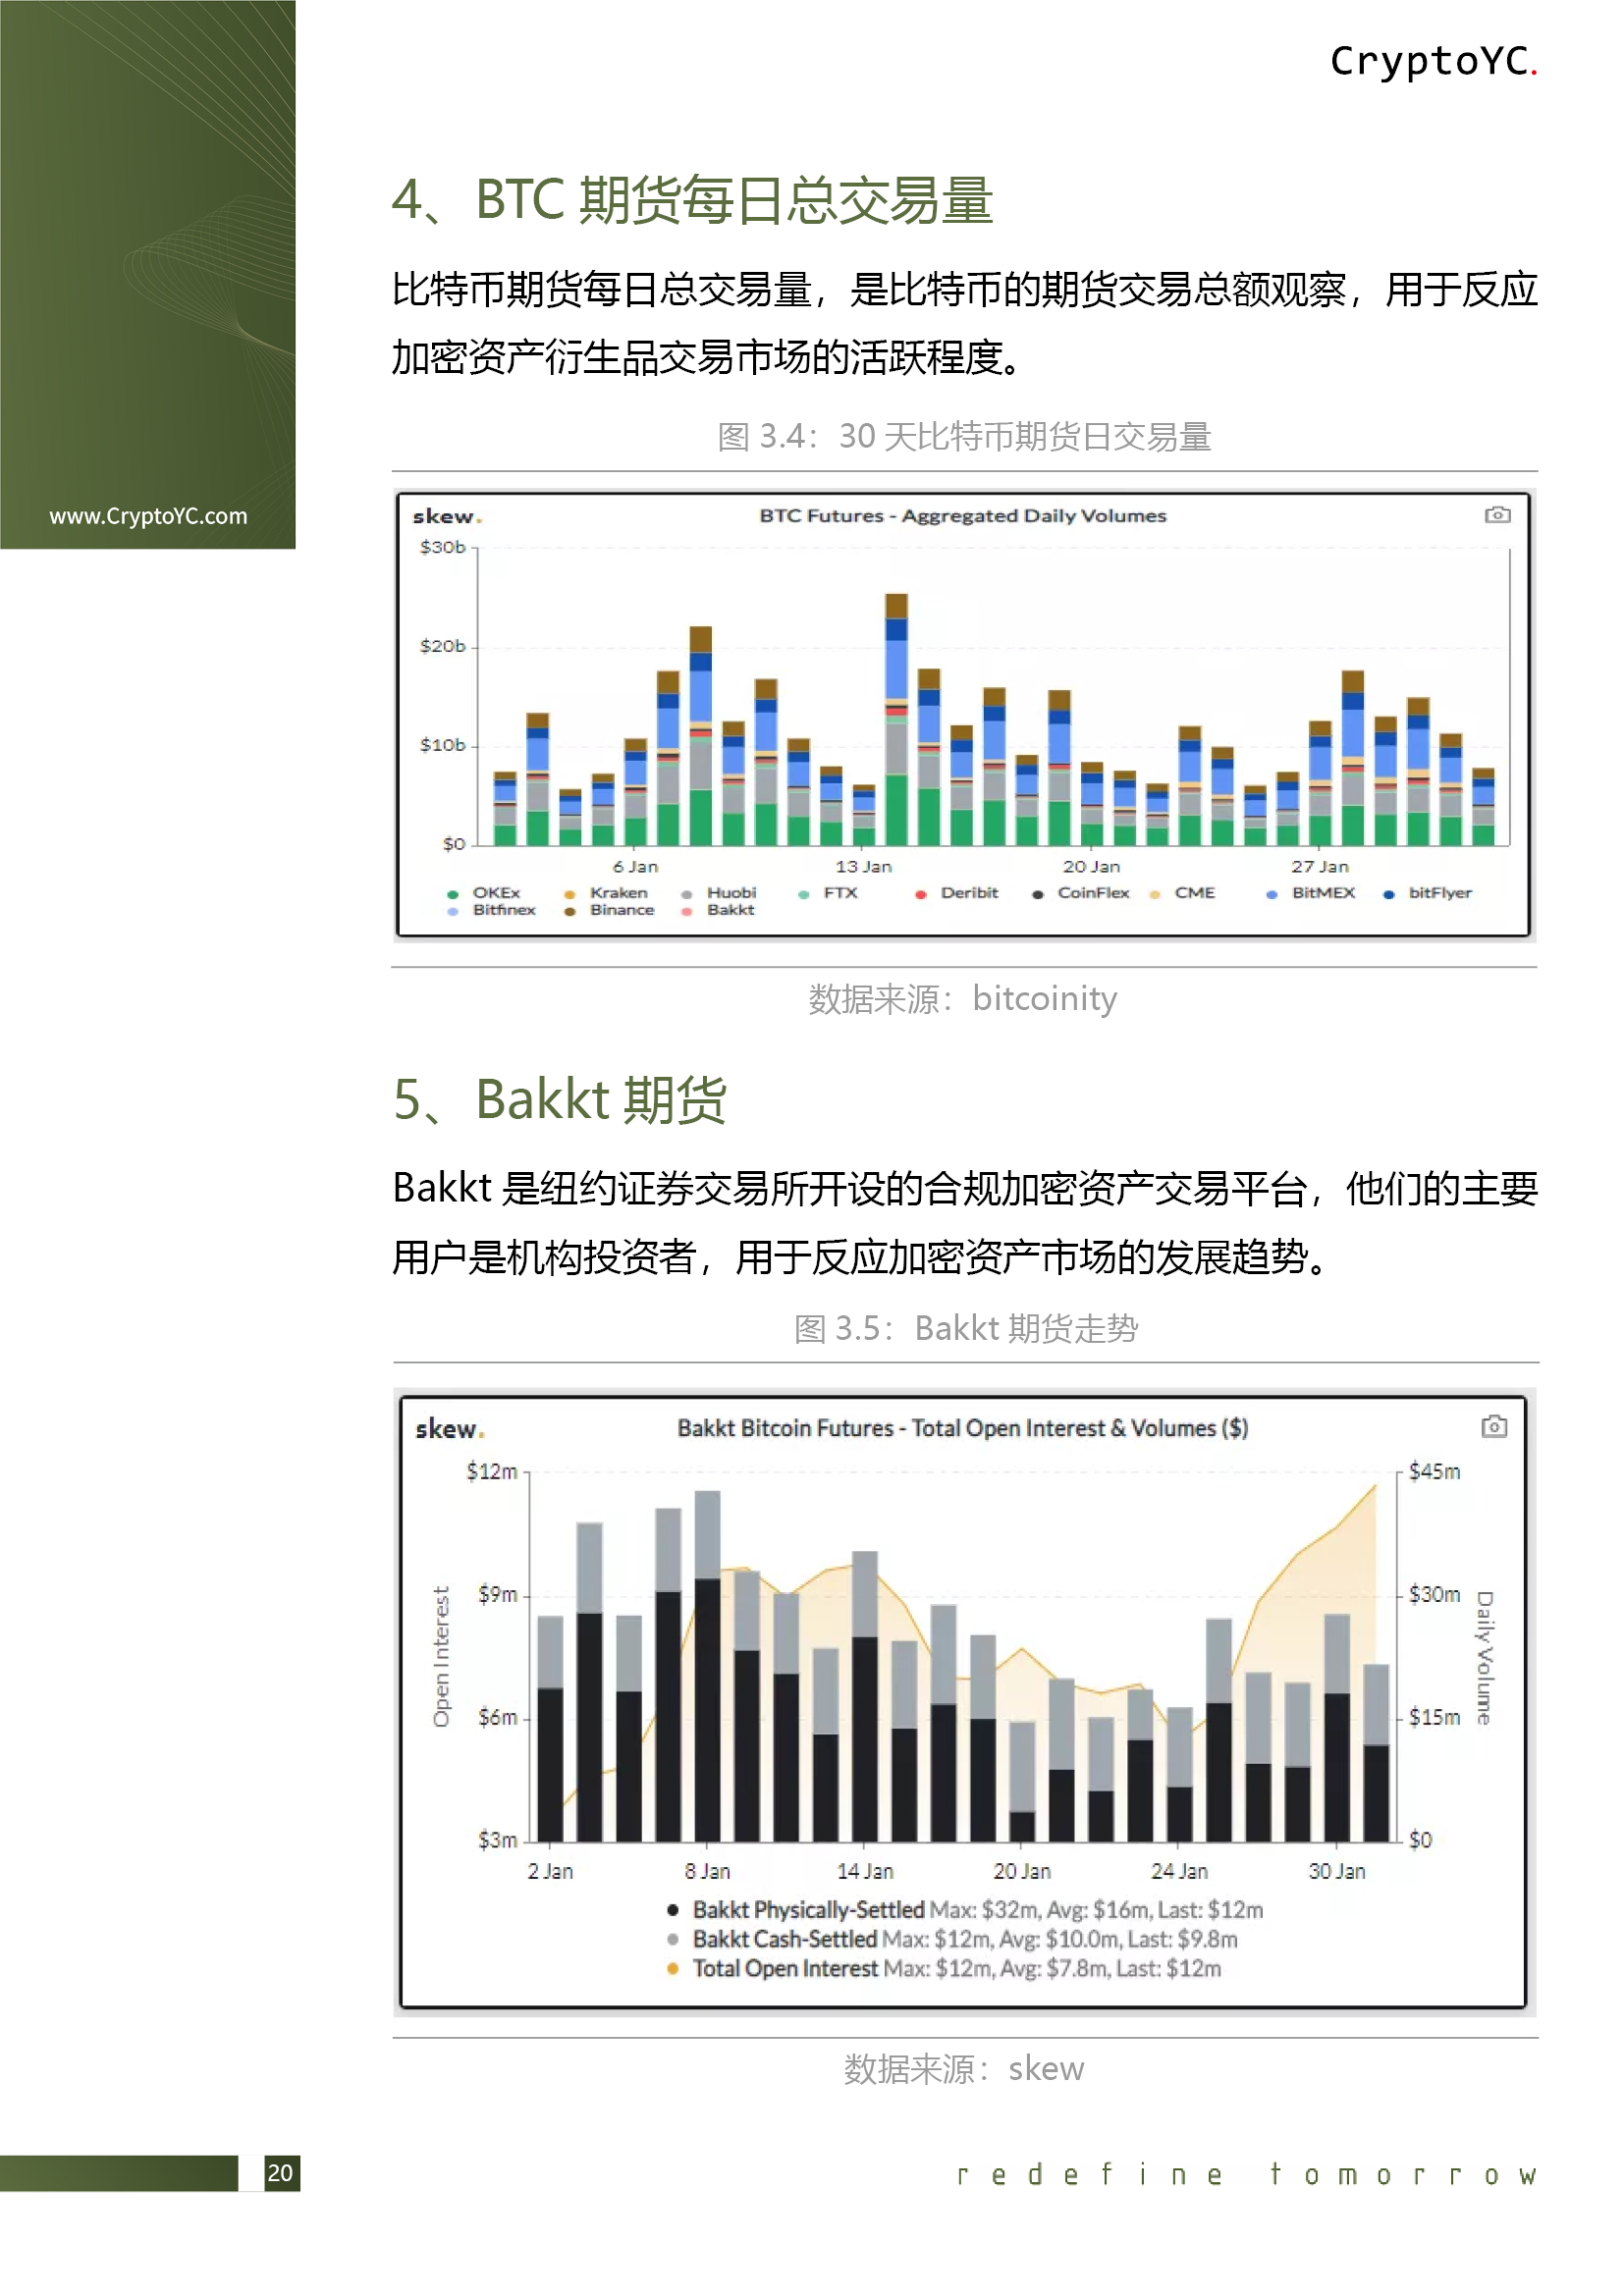 CryptoYC.
www.CryptoYC.com
4、BTC 期货每日总交易量
比特币期货每日总交易量，是比特币的期货交易总额观察，用于反应
加密资产衍生品交易市场的活跃程度。
图 3.4：30 天比特币期货日交易量
skew.
BTC Futures - Aggregated Daily Volumes
$30b
$20b
$10b
$0
6 Jan 13 Jan 20 Jan 27 Jan
OKEx Kraken Huobi FTX Deribit CoinFlex CME BitMEX bitFlyer
Bitfinex Binance Bakkt
数据来源：bitcoinity
5、Bakkt 期货
Bakkt 是纽约证券交易所开设的合规加密资产交易平台，他们的主要
用户是机构投资者，用于反应加密资产市场的发展趋势。
图 3.5：Bakkt 期货走势
skew.
Bakkt Bitcoin Futures - Total Open Interest & Volumes ($)
$12m
$9m
$6m
$3m
Open Interest
$45m
$30m
$15m
$0
Daily Volume
2 Jan 8 Jan 14 Jan 20 Jan 24 Jan 30 Jan
Bakkt Physically-Settled Max: $32m, Avg: $16m, Last: $12m
Bakkt Cash-Settled Max: $12m, Avg: $10.0m, Last: $9.8m
Total Open Interest Max: $12m, Avg: $7.8m, Last: $12m
数据来源：skew
20
redefine tomorrow